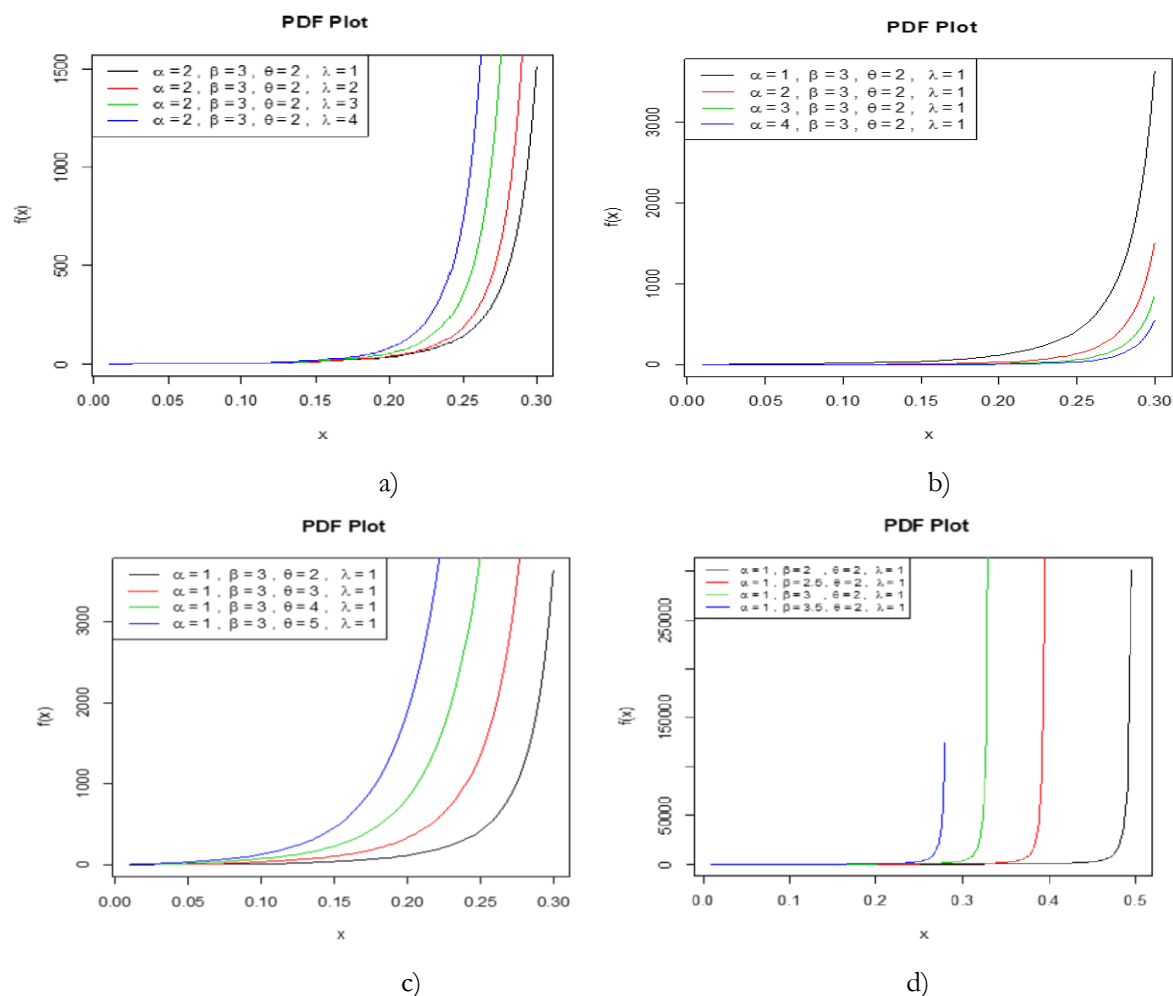 PDF Plot
α = 2 , β = 3 , θ = 2 , λ = 1
α = 2 , β = 3 , θ = 2 , λ = 2
α = 2 , β = 3 , θ = 2 , λ = 3
α = 2 , β = 3 , θ = 2 , λ = 4
f(x)
0 500 1000 1500
0.00 0.05 0.10 0.15 0.20 0.25 0.30
x
a)
PDF Plot
α = 1 , β = 3 , θ = 2 , λ = 1
α = 2 , β = 3 , θ = 2 , λ = 1
α = 3 , β = 3 , θ = 2 , λ = 1
α = 4 , β = 3 , θ = 2 , λ = 1
f(x)
0 1000 2000 3000
0.00 0.05 0.10 0.15 0.20 0.25 0.30
x
b)
PDF Plot
α = 1 , β = 3 , θ = 2 , λ = 1
α = 1 , β = 3 , θ = 3 , λ = 1
α = 1 , β = 3 , θ = 4 , λ = 1
α = 1 , β = 3 , θ = 5 , λ = 1
f(x)
0 1000 2000 3000
0.00 0.05 0.10 0.15 0.20 0.25 0.30
x
c)
PDF Plot
α = 1 , β = 2 , θ = 2 , λ = 1
α = 1 , β = 2.5 , θ = 2 , λ = 1
α = 1 , β = 3 , θ = 2 , λ = 1
α = 1 , β = 3.5 , θ = 2 , λ = 1
f(x)
0 50000 150000 250000
0.0 0.1 0.2 0.3 0.4 0.5
x
d)